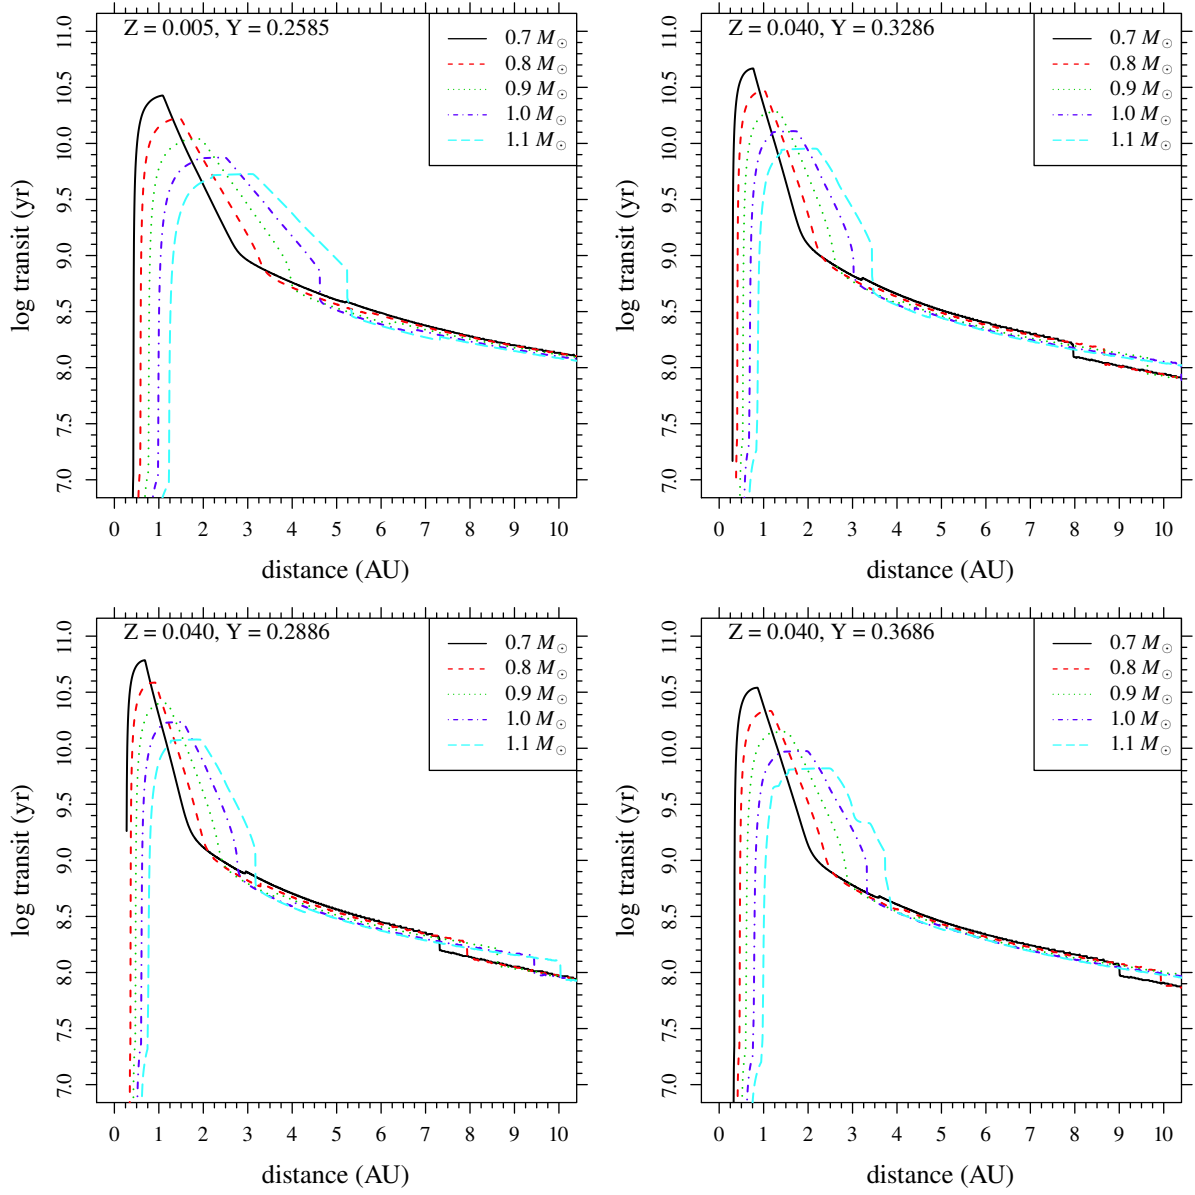 Z = 0.005, Y = 0.2585
0.7 M☉
0.8 M☉
0.9 M☉
1.0 M☉
1.1 M☉
log transit (yr)
7.0 7.5 8.0 8.5 9.0 9.5 10.0 10.5 11.0
0 1 2 3 4 5 6 7 8 9 10
distance (AU)
Z = 0.040, Y = 0.3286
0.7 M☉
0.8 M☉
0.9 M☉
1.0 M☉
1.1 M☉
log transit (yr)
7.0 7.5 8.0 8.5 9.0 9.5 10.0 10.5 11.0
0 1 2 3 4 5 6 7 8 9 10
distance (AU)
Z = 0.040, Y = 0.2886
0.7 M☉
0.8 M☉
0.9 M☉
1.0 M☉
1.1 M☉
log transit (yr)
7.0 7.5 8.0 8.5 9.0 9.5 10.0 10.5 11.0
0 1 2 3 4 5 6 7 8 9 10
distance (AU)
Z = 0.040, Y = 0.3686
0.7 M☉
0.8 M☉
0.9 M☉
1.0 M☉
1.1 M☉
log transit (yr)
7.0 7.5 8.0 8.5 9.0 9.5 10.0 10.5 11.0
0 1 2 3 4 5 6 7 8 9 10
distance (AU)